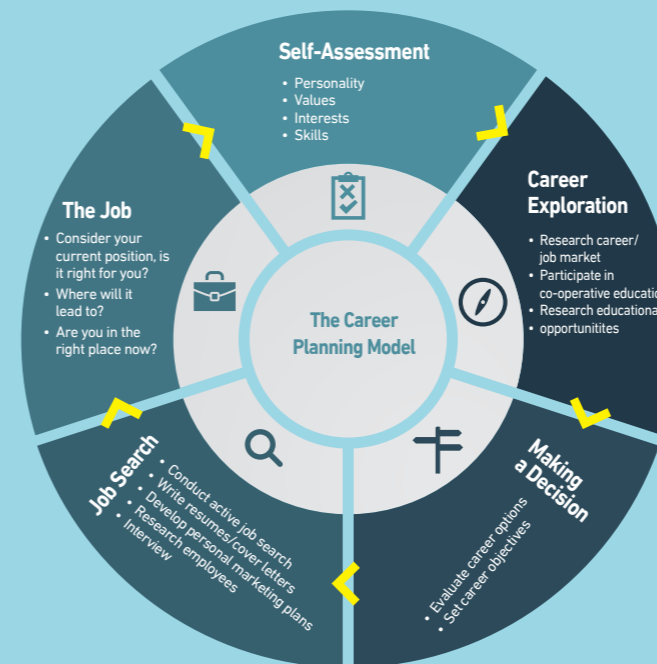 Self-Assessment
• Personality
• Values
• Interests
• Skills
Career
Exploration
• Research career/
job market
• Participate in
co-operative educatio
• Research educational
• opportunitites
Making
a Decision
• Evaluate career options
• Set career objectives
Job Search
• Conduct active job search
• Write resumes/cover letters
• Develop personal marketing plans
• Research employees
• Interview
The Job
• Consider your
current position, is
it right for you?
• Where will it
lead to?
• Are you in the
right place now?
The Career
Planning Model